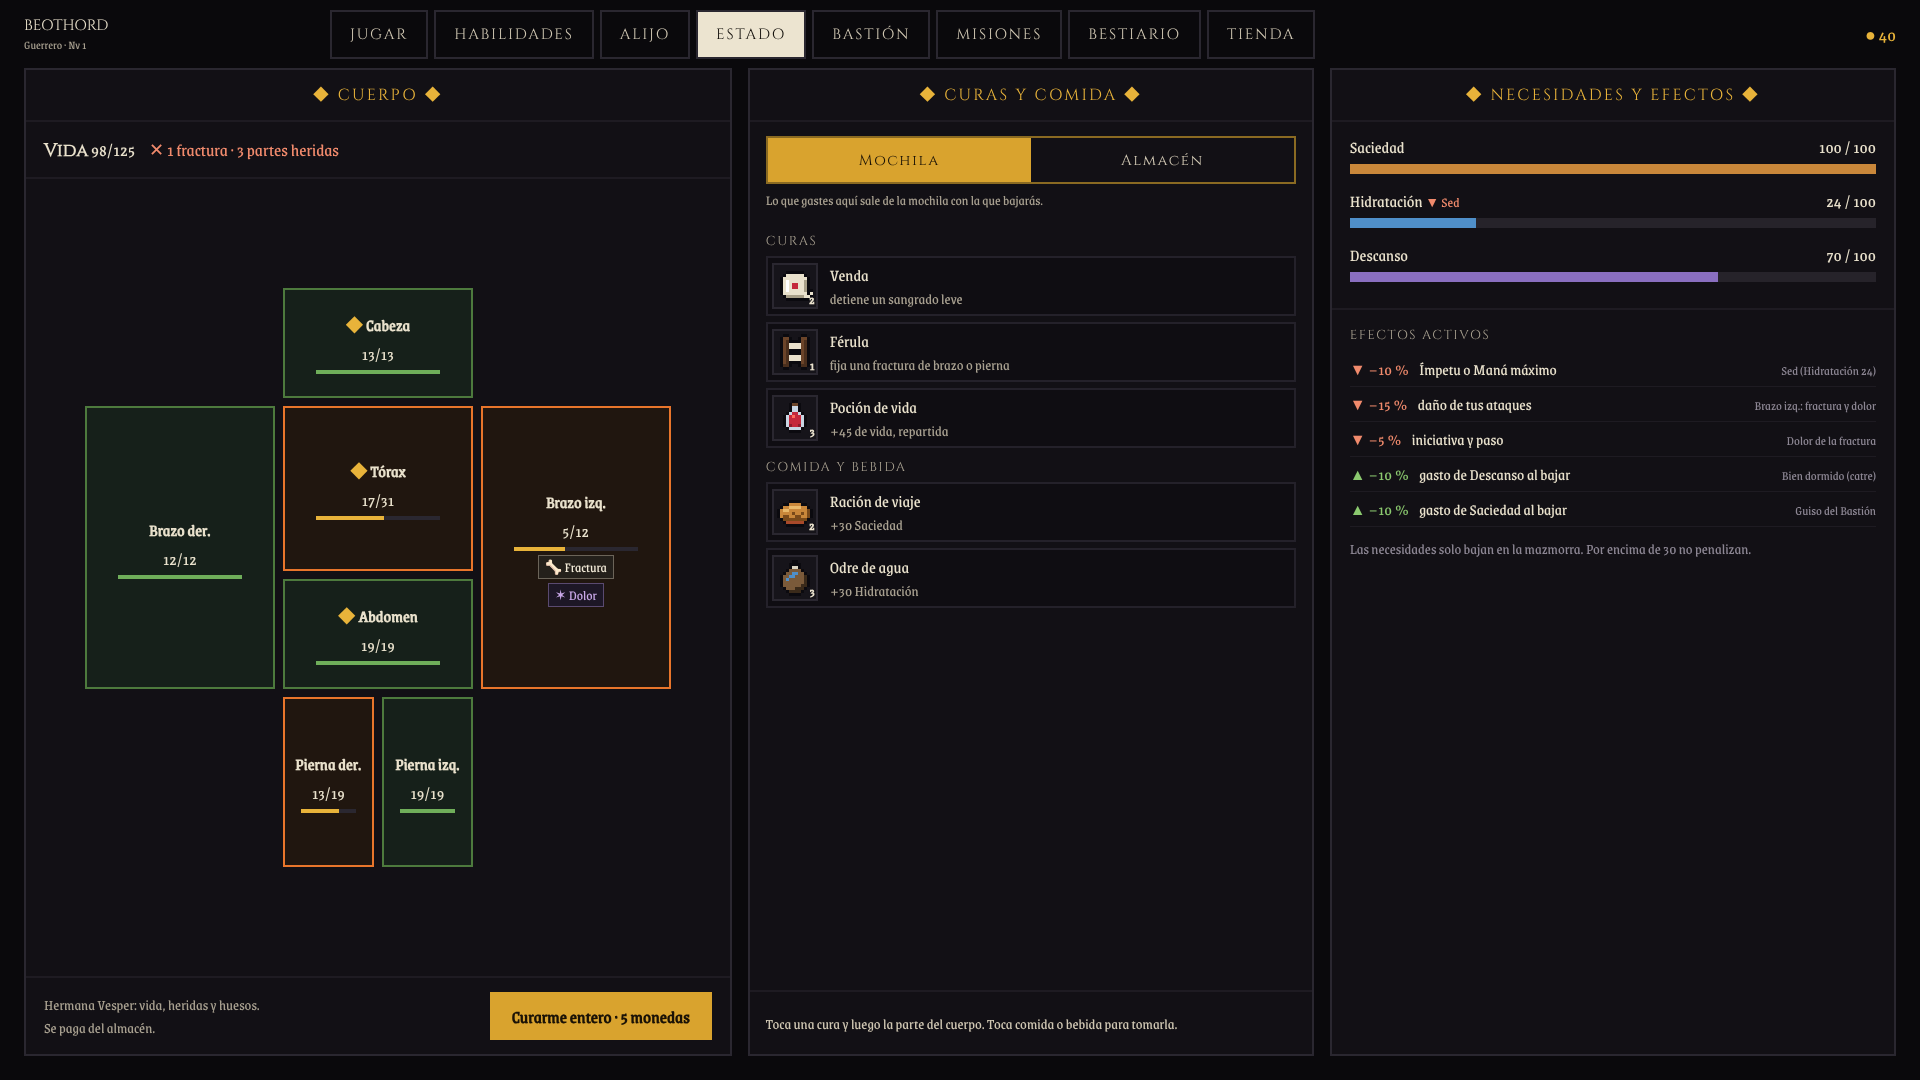 BEOTHORD
Guerrero · Nv 1
JUGAR
HABILIDADES
ALIJO
ESTADO
BASTIÓN
MISIONES
BESTIARIO
TIENDA
40
CUERPO
VIDA 98/125 ✕ 1 fractura · 3 partes heridas
Cabeza
13/13
Brazo der.
12/12
Tórax
17/31
Brazo izq.
5/12
Fractura
Dolor
Abdomen
19/19
Pierna der.
13/19
Pierna izq.
19/19
Hermana Vesper: vida, heridas y huesos.
Se paga del almacén.
Curarme entero · 5 monedas
CURAS Y COMIDA
Mochila
Almacén
Lo que gastes aquí sale de la mochila con la que bajarás.
CURAS
Venda
detiene un sangrado leve
2
Férula
fija una fractura de brazo o pierna
1
Poción de vida
+45 de vida, repartida
3
COMIDA Y BEBIDA
Ración de viaje
+30 Saciedad
2
Odre de agua
+30 Hidratación
3
Toca una cura y luego la parte del cuerpo. Toca comida o bebida para tomarla.
NECESIDADES Y EFECTOS
Saciedad 100 / 100
Hidratación ▼ Sed 24 / 100
Descanso 70 / 100
EFECTOS ACTIVOS
▼ −10 % Ímpetu o Maná máximo Sed (Hidratación 24)
▼ −15 % daño de tus ataques Brazo izq.: fractura y dolor
▼ −5 % iniciativa y paso Dolor de la fractura
▲ −10 % gasto de Descanso al bajar Bien dormido (catre)
▲ −10 % gasto de Saciedad al bajar Guiso del Bastión
Las necesidades solo bajan en la mazmorra. Por encima de 30 no penalizan.